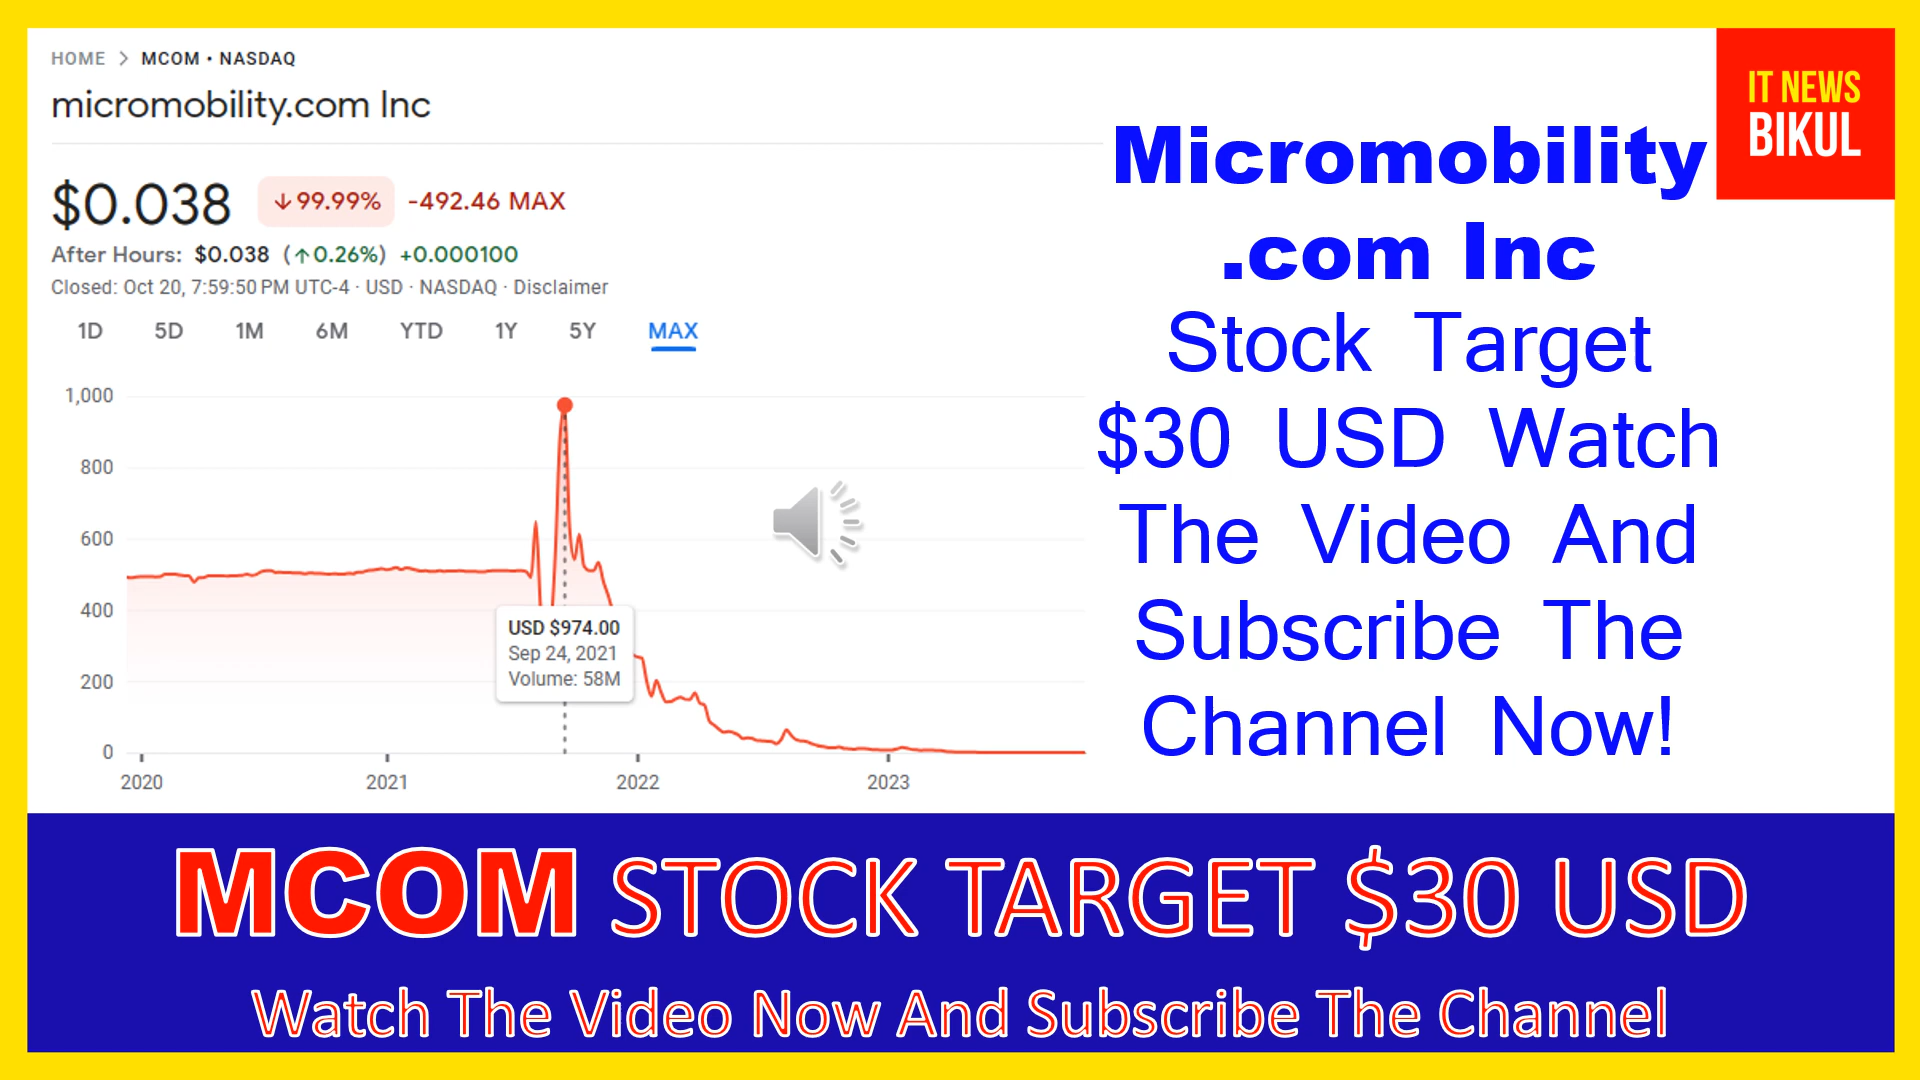 HOME > MCOM • NASDAQ
micromobility.com Inc
$0.038 ↓99.99% -492.46 MAX
After Hours: $0.038 (↑0.26%) +0.000100
Closed: Oct 20, 7:59:50 PM UTC-4 · USD · NASDAQ · Disclaimer
1D 5D 1M 6M YTD 1Y 5Y MAX
1,000
800
600
400
200
0
USD $974.00
Sep 24, 2021
Volume: 58M
2020 2021 2022 2023
IT NEWS
BIKUL
Micromobility
.com Inc
Stock Target
$30 USD Watch
The Video And
Subscribe The
Channel Now!
MCOM STOCK TARGET $30 USD
Watch The Video Now And Subscribe The Channel